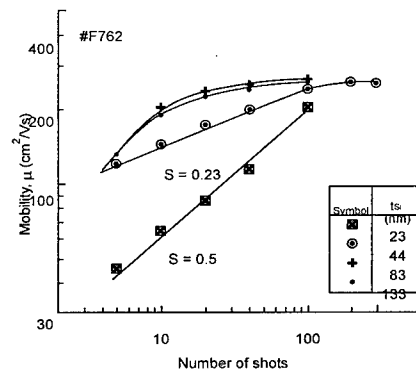 #F762
400
200
100
30
Mobility, μ (cm²/Vs)
S = 0.23
S = 0.5
Symbol tSi (nm)
23
44
83
133
10 100
Number of shots